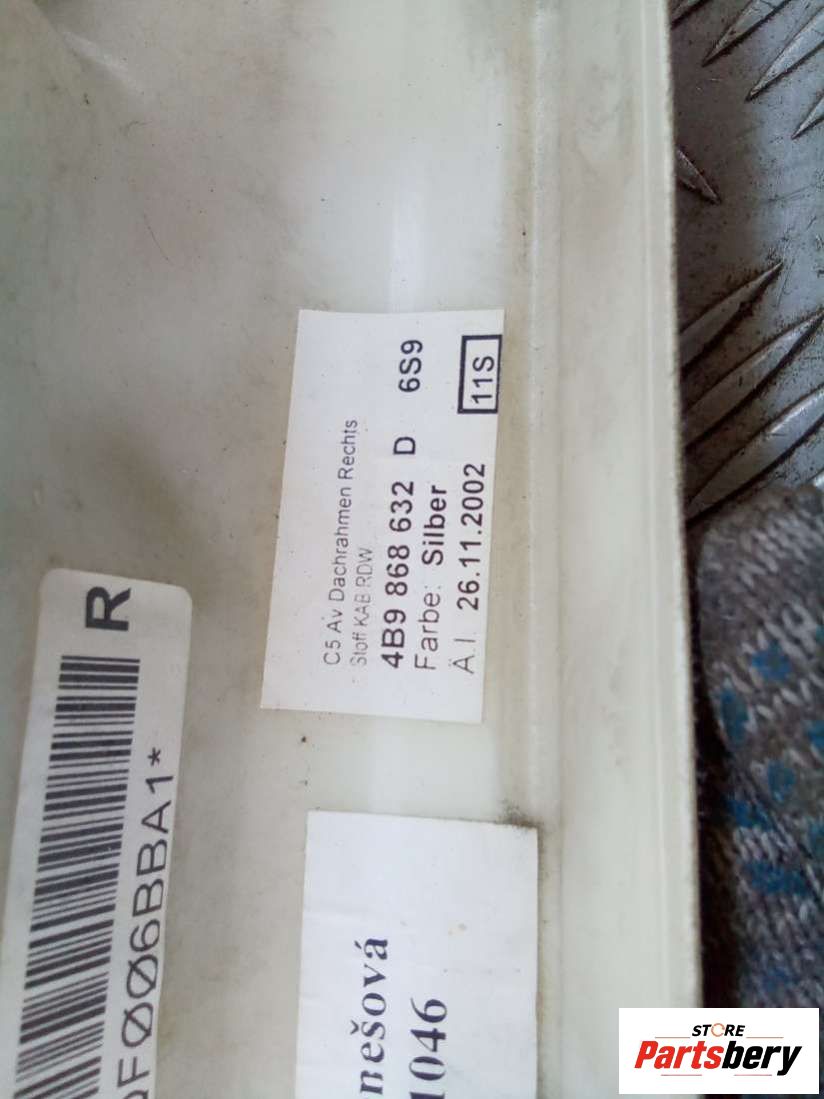 C5 Av Dachrahmen Rechts
Stoff KAB RDW
4B9 868 632 D 6S9
Farbe: Silber
Ä.I. 26.11.2002 11S
R
F006BBA1*
nešová
1046
STORE
Partsbery